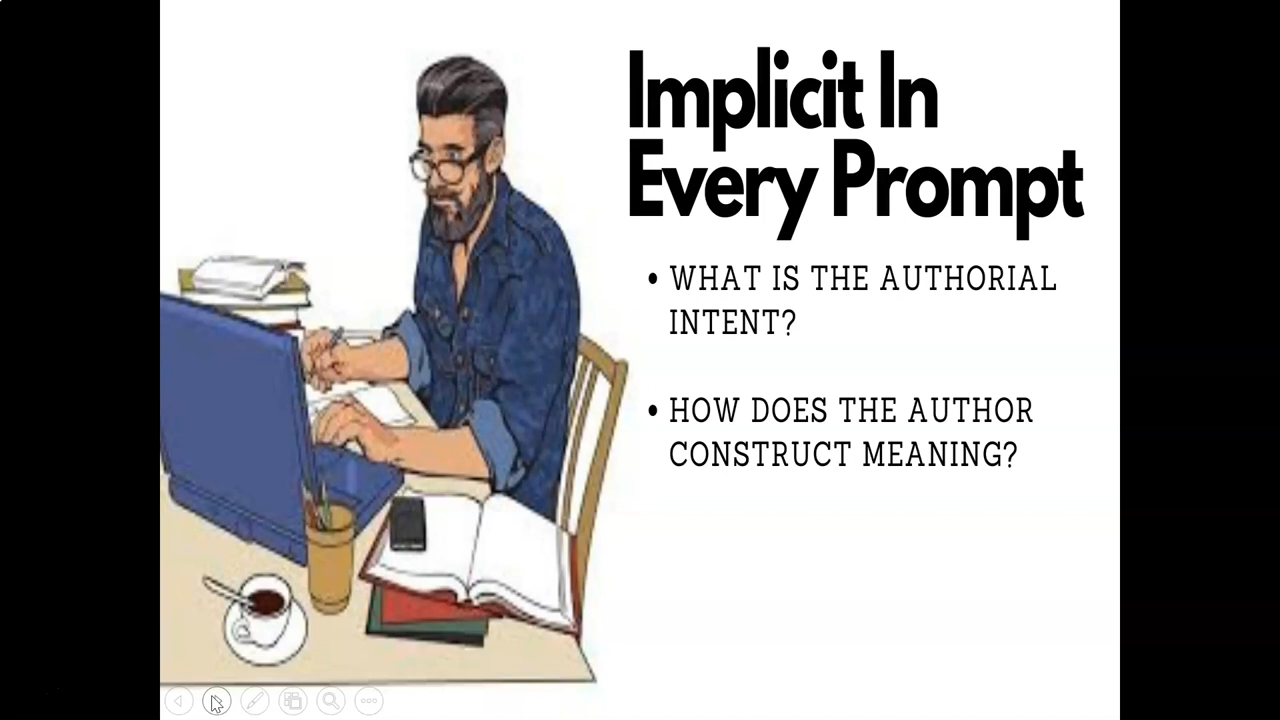 Implicit In
Every Prompt
• WHAT IS THE AUTHORIAL
INTENT?
• HOW DOES THE AUTHOR
CONSTRUCT MEANING?